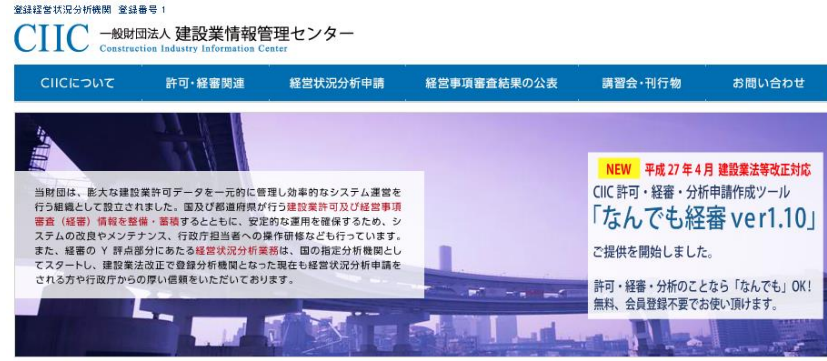 登録経営状況分析機関 登録番号 1
CIIC 一般財団法人 建設業情報管理センター
Construction Industry Information Center
CIICについて 許可・経審関連 経営状況分析申請 経営事項審査結果の公表 講習会・刊行物 お問い合わせ
当財団は、膨大な建設業許可データを一元的に管理し効率的なシステム運営を
行う組織として設立されました。国及び都道府県が行う建設業許可及び経営事項
審査（経審）情報を整備・蓄積するとともに、安定的な運用を確保するため、シ
ステムの改良やメンテナンス、行政庁担当者への操作研修なども行っています。
また、経審の Y 評点部分にあたる経営状況分析業務は、国の指定分析機関とし
てスタートし、建設業法改正で登録分析機関となった現在も経営状況分析申請を
される方や行政庁からの厚い信頼をいただいております。
NEW 平成 27 年 4 月 建設業法等改正対応
CIIC 許可・経審・分析申請作成ツール
「なんでも経審 ver1.10」
ご提供を開始しました。
許可・経審・分析のことなら「なんでも」OK!
無料、会員登録不要でお使い頂けます。